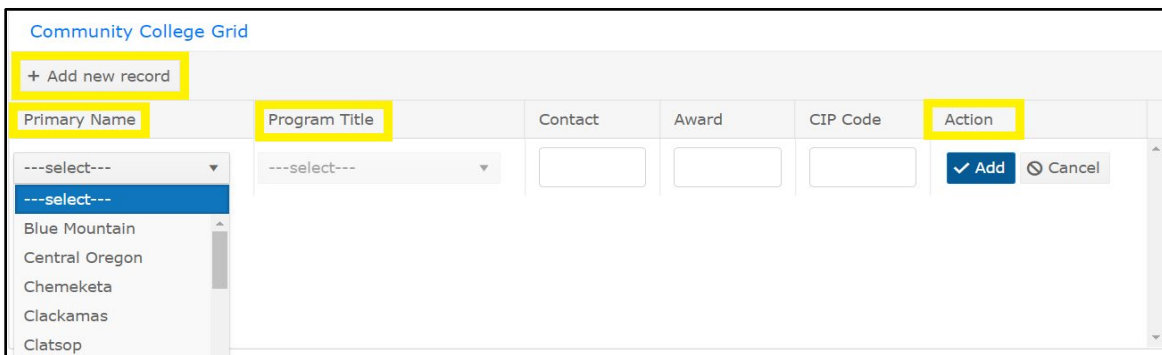 Community College Grid
+ Add new record
Primary Name Program Title Contact Award CIP Code Action
---select--- ---select--- Add Cancel
---select---
Blue Mountain
Central Oregon
Chemeketa
Clackamas
Clatsop